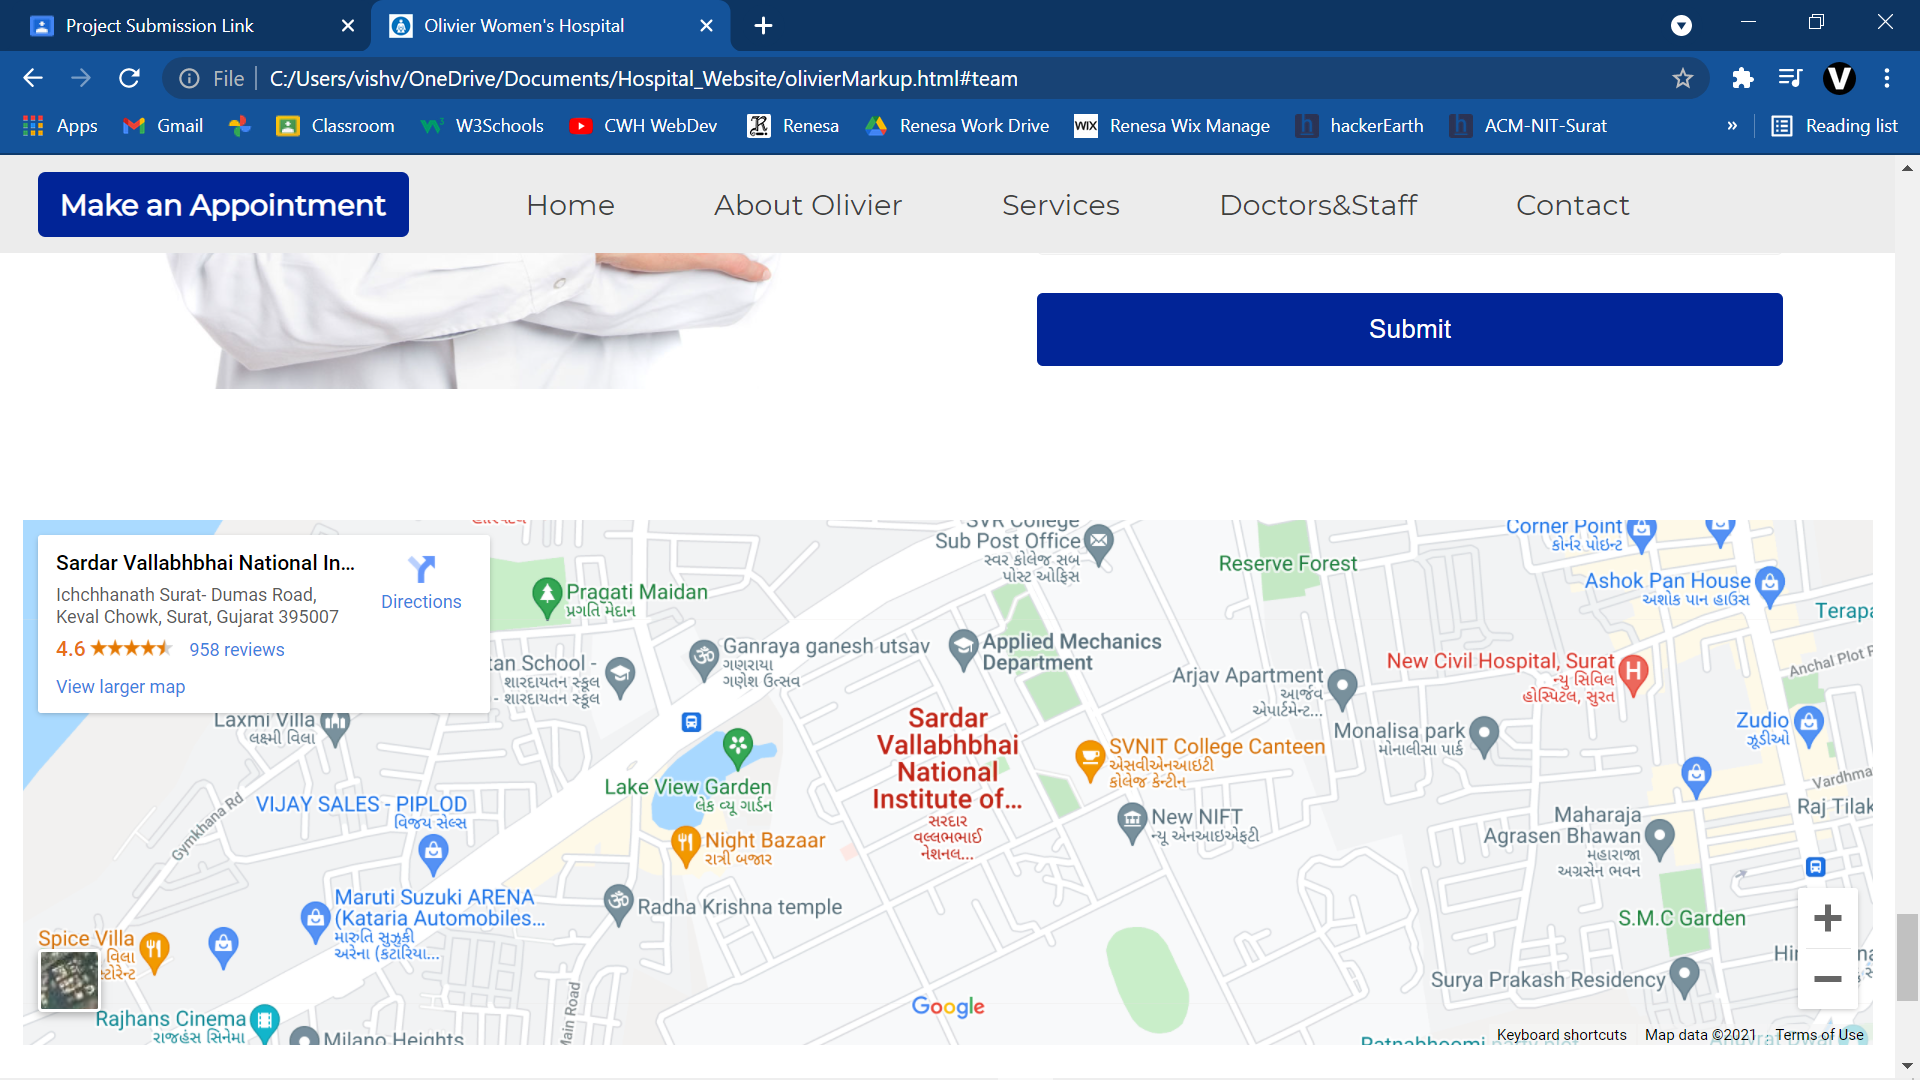 Project Submission Link
Olivier Women's Hospital
File
C:/Users/vishv/OneDrive/Documents/Hospital_Website/olivierMarkup.html#team
Apps
Gmail
Classroom
W3Schools
CWH WebDev
Renesa
Renesa Work Drive
WIX
Renesa Wix Manage
hackerEarth
ACM-NIT-Surat
»
Reading list
Make an Appointment
Home
About Olivier
Services
Doctors&Staff
Contact
Submit
Sardar Vallabhbhai National In...
Ichchhanath Surat- Dumas Road,
Keval Chowk, Surat, Gujarat 395007
Directions
4.6
958 reviews
View larger map
SVR College
Sub Post Office
સ્વર કોલેજ સબ
પોસ્ટ ઓફિસ
Reserve Forest
Corner Point
કોર્નર પોઇન્ટ
Ashok Pan House
અશોક પાન હાઉસ
Terapa
Pragati Maidan
પ્રગતિ મેદાન
Ganraya ganesh utsav
ગણરાયા
ગણેશ ઉત્સવ
Applied Mechanics
Department
tan School -
શારદાયતન સ્કૂલ
- શારદાયતન સ્કૂલ
Arjav Apartment
આર્જવ
એપાર્ટમેન્ટ...
New Civil Hospital, Surat
ન્યુ સિવિલ
હોસ્પિટલ, સુરત
Anchal Plot
Laxmi Villa
લક્ષ્મી વિલા
Sardar
Vallabhbhai
National
Institute of...
સરદાર
વલ્લભભાઈ
નેશનલ...
Monalisa park
મોનાલીસા પાર્ક
Zudio
ઝૂડીઓ
SVNIT College Canteen
એસવીએનઆઇટી
કોલેજ કેન્ટીન
Lake View Garden
લેક વ્યૂ ગાર્ડન
Vardhma
Raj Tilak
VIJAY SALES - PIPLOD
વિજય સેલ્સ
Gymkhana Rd
New NIFT
ન્યૂ એનઆઇએફટી
Maharaja
Agrasen Bhawan
મહારાજા
અગ્રસેન ભવન
Night Bazaar
રાત્રી બજાર
Maruti Suzuki ARENA
(Kataria Automobiles...
મારુતિ સુઝુકી
અરેના (કટારિયા...
Radha Krishna temple
S.M.C Garden
Spice Villa
વિલા
Surya Prakash Residency
Rajhans Cinema
રાજહંસ સિનેમા
Milano Heights
Main Road
Google
Keyboard shortcuts
Map data ©2021
Terms of Use